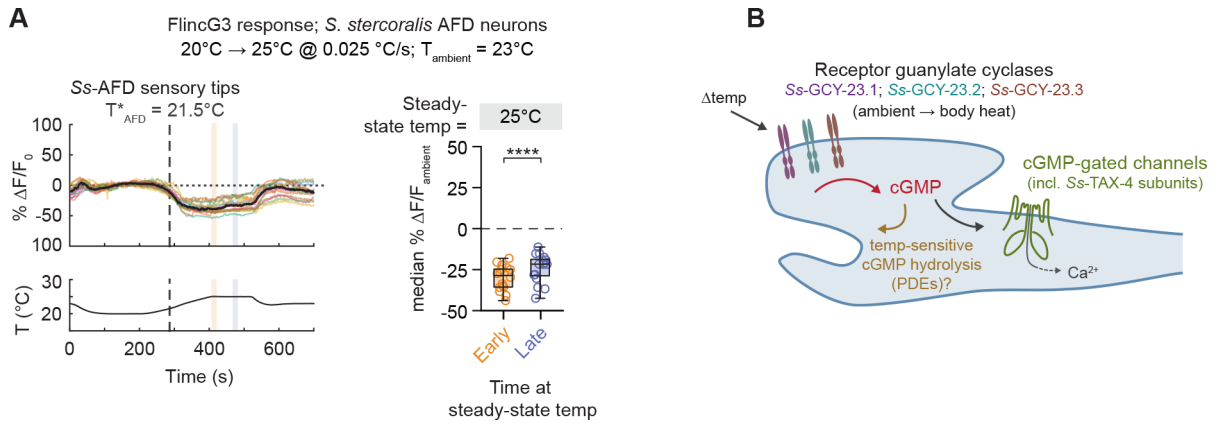 A
FlincG3 response; S. stercoralis AFD neurons
20°C → 25°C @ 0.025 °C/s; Tambient = 23°C
Ss-AFD sensory tips
T*AFD = 21.5°C
% ΔF/F0
100
50
0
-50
100
T (°C)
30
20
0
200
400
600
Time (s)
Steady-
state temp =
25°C
****
median % ΔF/Fambient
50
25
0
-25
-50
Early
Late
Time at
steady-state temp
B
Receptor guanylate cyclases
Ss-GCY-23.1; Ss-GCY-23.2; Ss-GCY-23.3
(ambient → body heat)
Δtemp
cGMP
cGMP-gated channels
(incl. Ss-TAX-4 subunits)
temp-sensitive
cGMP hydrolysis
(PDEs)?
Ca²⁺